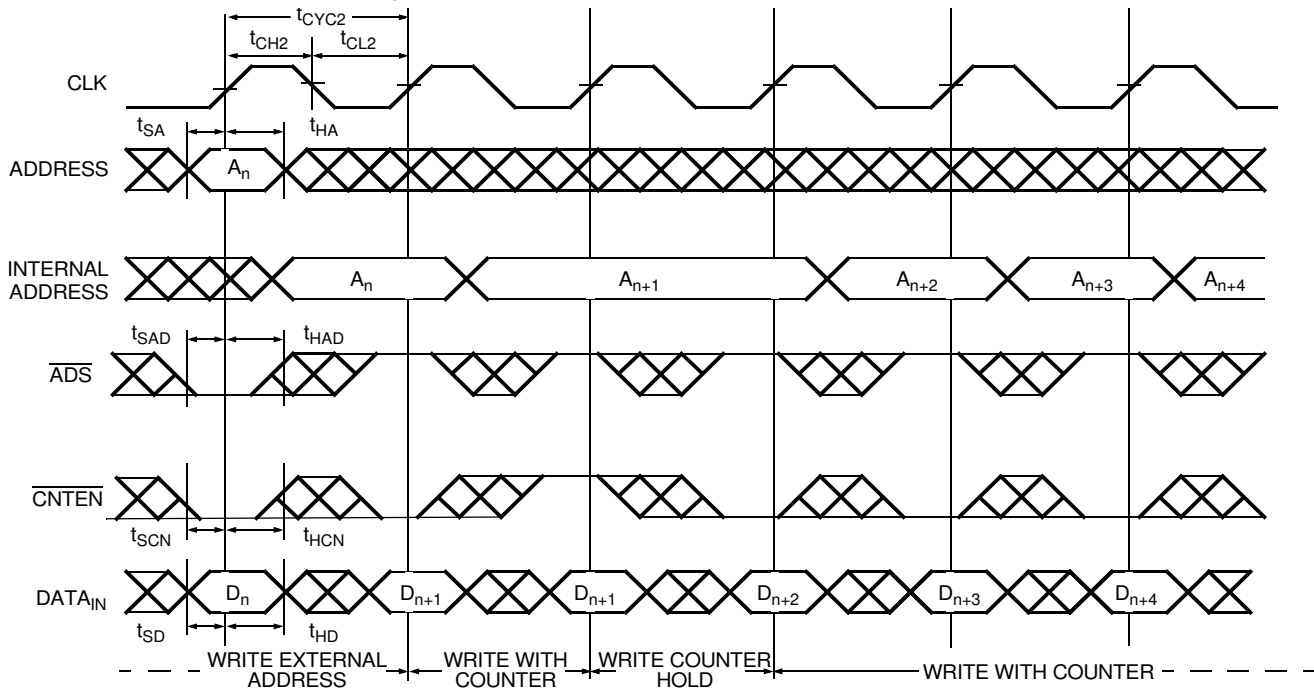 tCYC2
tCH2 tCL2
CLK
tSA tHA
ADDRESS An
INTERNAL
ADDRESS An An+1 An+2 An+3 An+4
tSAD tHAD
ADS
CNTEN
tSCN tHCN
DATAIN Dn Dn+1 Dn+1 Dn+2 Dn+3 Dn+4
tSD tHD
WRITE EXTERNAL
ADDRESS
WRITE WITH
COUNTER
WRITE COUNTER
HOLD
WRITE WITH COUNTER